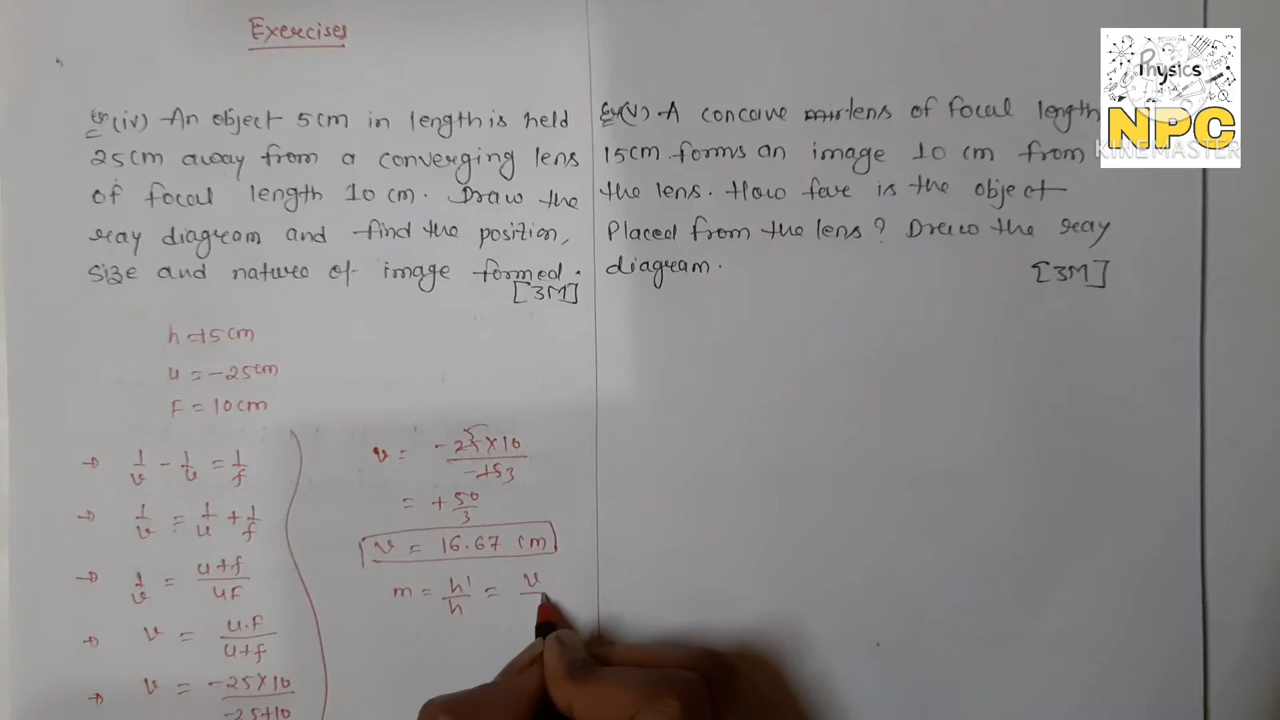 Exercises
Ex(iv) An object 5cm in length is held
25cm away from a converging lens
of focal length 10 cm. Draw the
ray diagram and find the position,
size and nature of image formed.
[3M]
h=+5cm
u = -25cm
F = 10cm
→ 1/v - 1/u = 1/f
→ 1/v = 1/u + 1/f
→ 1/v = u+f/uf
→ v = u.f/u+f
→ v = -25×10/-25+10
v = -25×10/-15
= +50/3
v = 16.67 cm
m = h'/h = v
Ex(v) A concave lens of focal length
15cm forms an image 10 cm from
the lens. How far is the object
Placed from the lens? Draw the ray
diagram.
[3M]
Physics
NPC
KINEMASTER